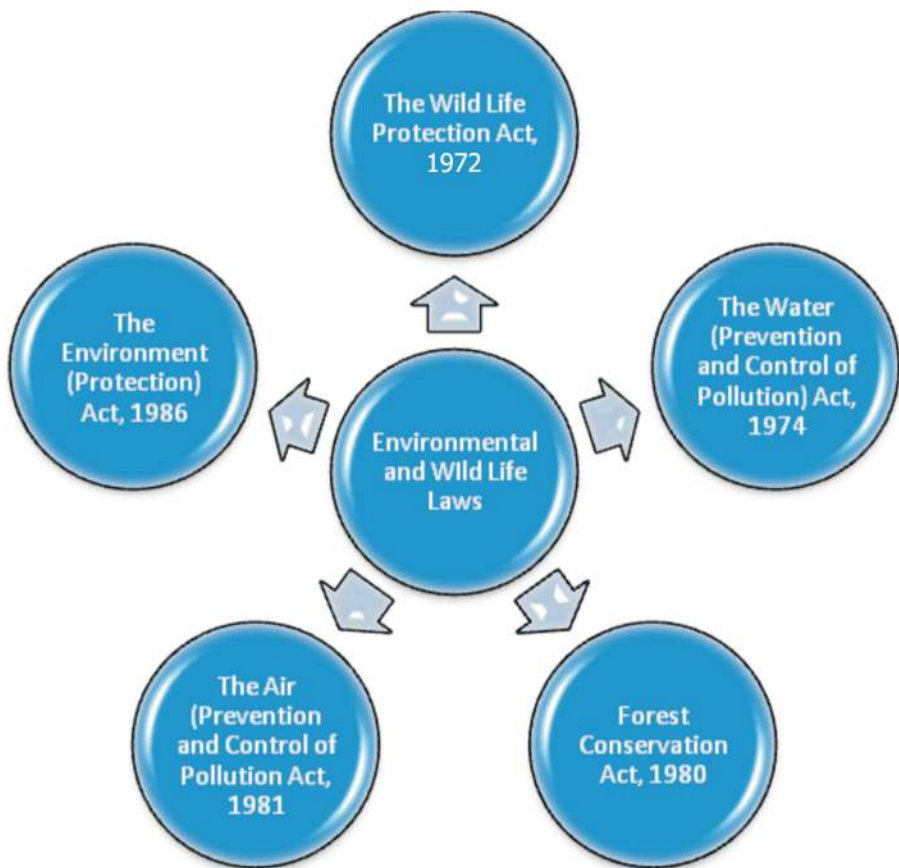 The Wild Life
Protection Act,
1972
The Water
(Prevention
and Control of
Pollution) Act,
1974
Forest
Conservation
Act, 1980
The Air
(Prevention
and Control of
Pollution Act,
1981
The
Environment
(Protection)
Act, 1986
Environmental
and WIld Life
Laws